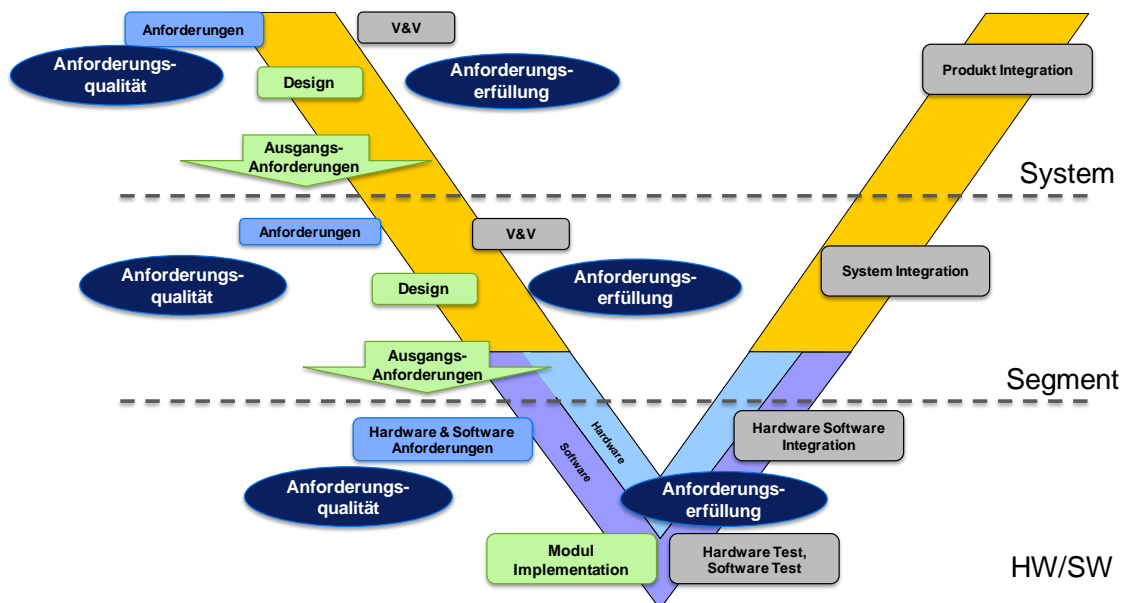 Anforderungen
V&V
Anforderungs-
qualität
Anforderungs-
erfüllung
Design
Produkt Integration
Ausgangs-
Anforderungen
System
Anforderungen
V&V
Anforderungs-
qualität
Design
Anforderungs-
erfüllung
System Integration
Ausgangs-
Anforderungen
Segment
Hardware & Software
Anforderungen
Hardware
Software
Hardware Software
Integration
Anforderungs-
qualität
Anforderungs-
erfüllung
Modul
Implementation
Hardware Test,
Software Test
HW/SW